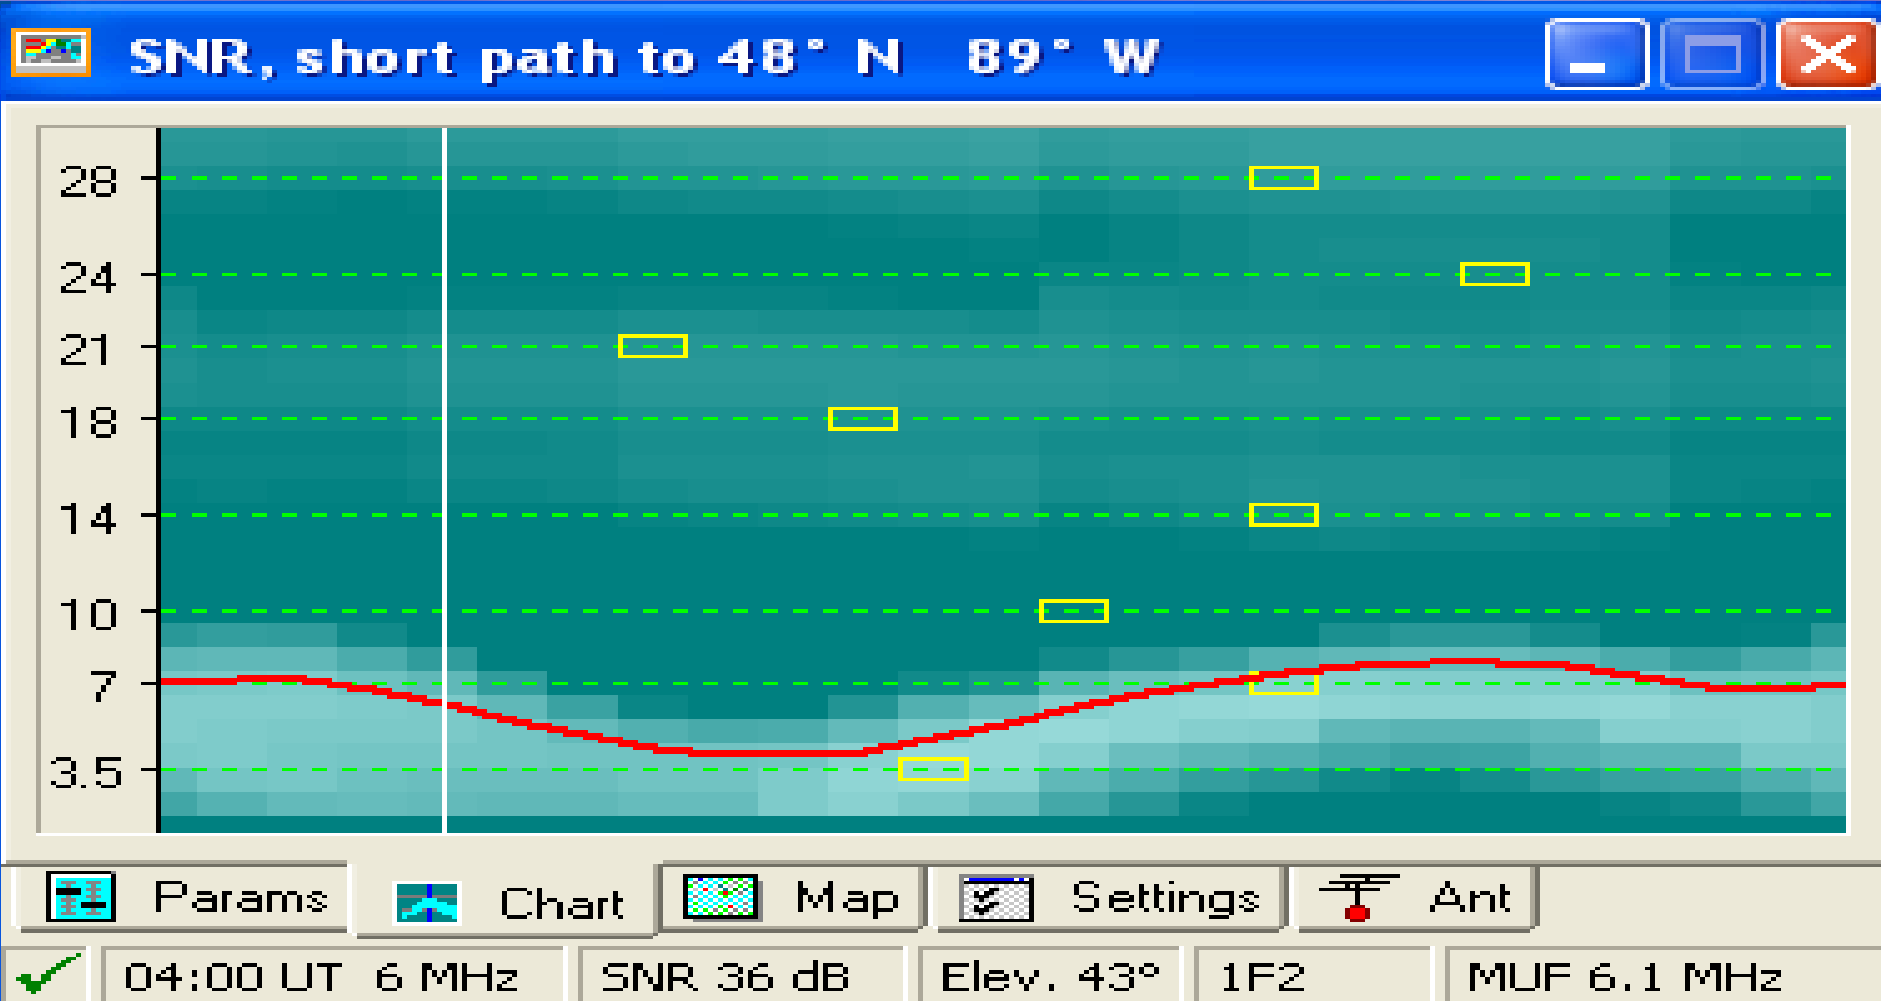 SNR, short path to 48° N 89° W
28
24
21
18
14
10
7
3.5
Params Chart Map Settings Ant
04:00 UT 6 MHz SNR 36 dB Elev. 43° 1F2 MUF 6.1 MHz